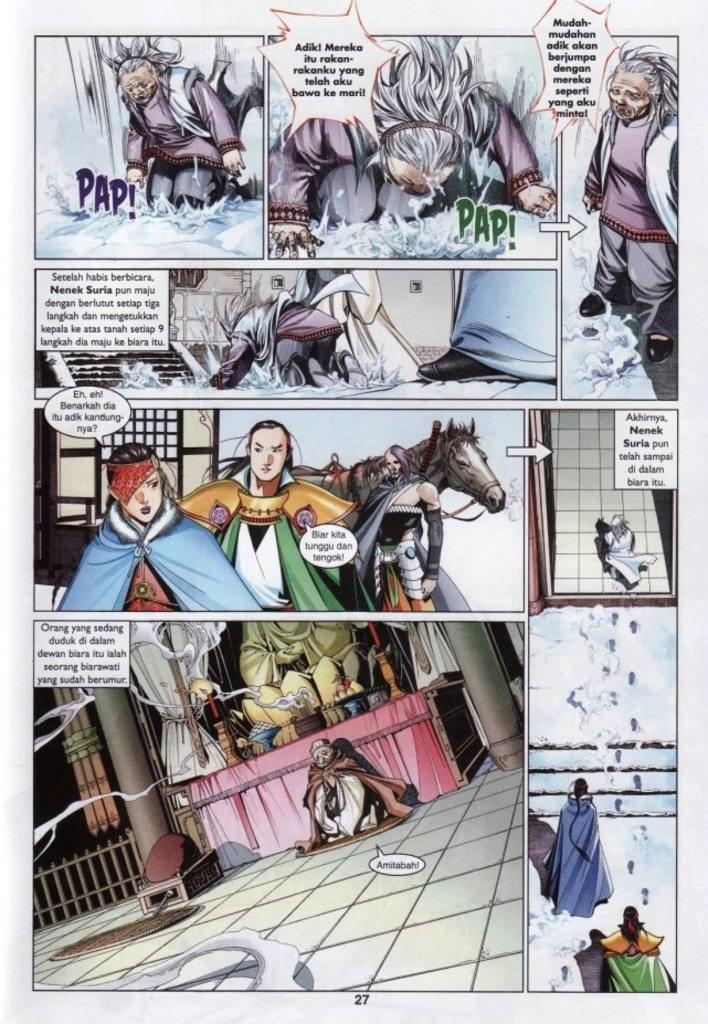 Adik! Mereka
itu rakan-
rakanku yang
telah aku
bawa ke mari!
Mudah-
mudahan
adik akan
berjumpa
dengan
mereka
seperti
yang aku
minta!
PAP!
PAP!
Setelah habis berbicara,
Nenek Suria pun maju
dengan berlutut setiap tiga
langkah dan mengetukkan
kepala ke atas tanah setiap 9
langkah dia maju ke biara itu.
Eh, eh!
Benarkah dia
itu adik kandung-
nya?
Biar kita
tunggu dan
tengok!
Akhirnya,
Nenek
Suria pun
telah sampai
di dalam
biara itu.
Orang yang sedang
duduk di dalam
dewan biara itu ialah
seorang biarawati
yang sudah berumur.
Amitabah!
27